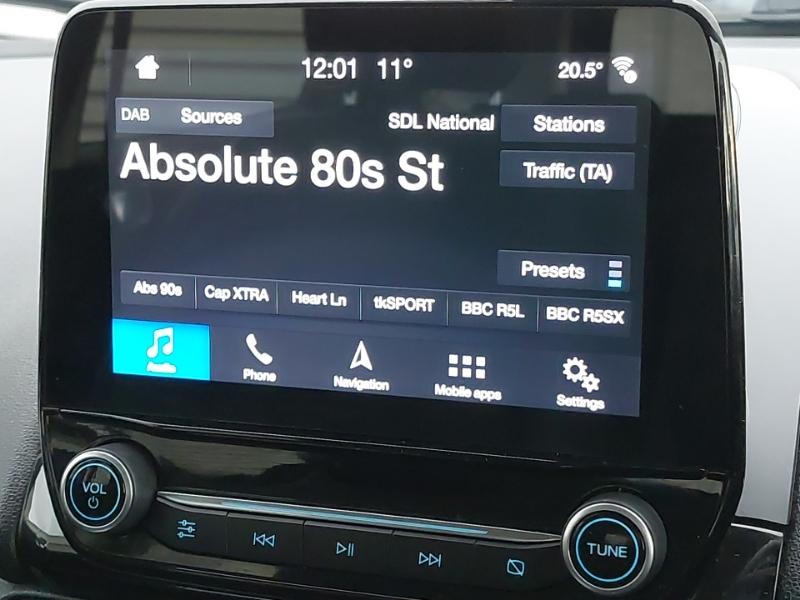 12:01 11° 20.5°
DAB Sources SDL National Stations
Absolute 80s St
Traffic (TA)
Presets
Abs 90s Cap XTRA Heart Ln tkSPORT BBC R5L BBC R5SX
Audio Phone Navigation Mobile apps Settings
VOL
TUNE